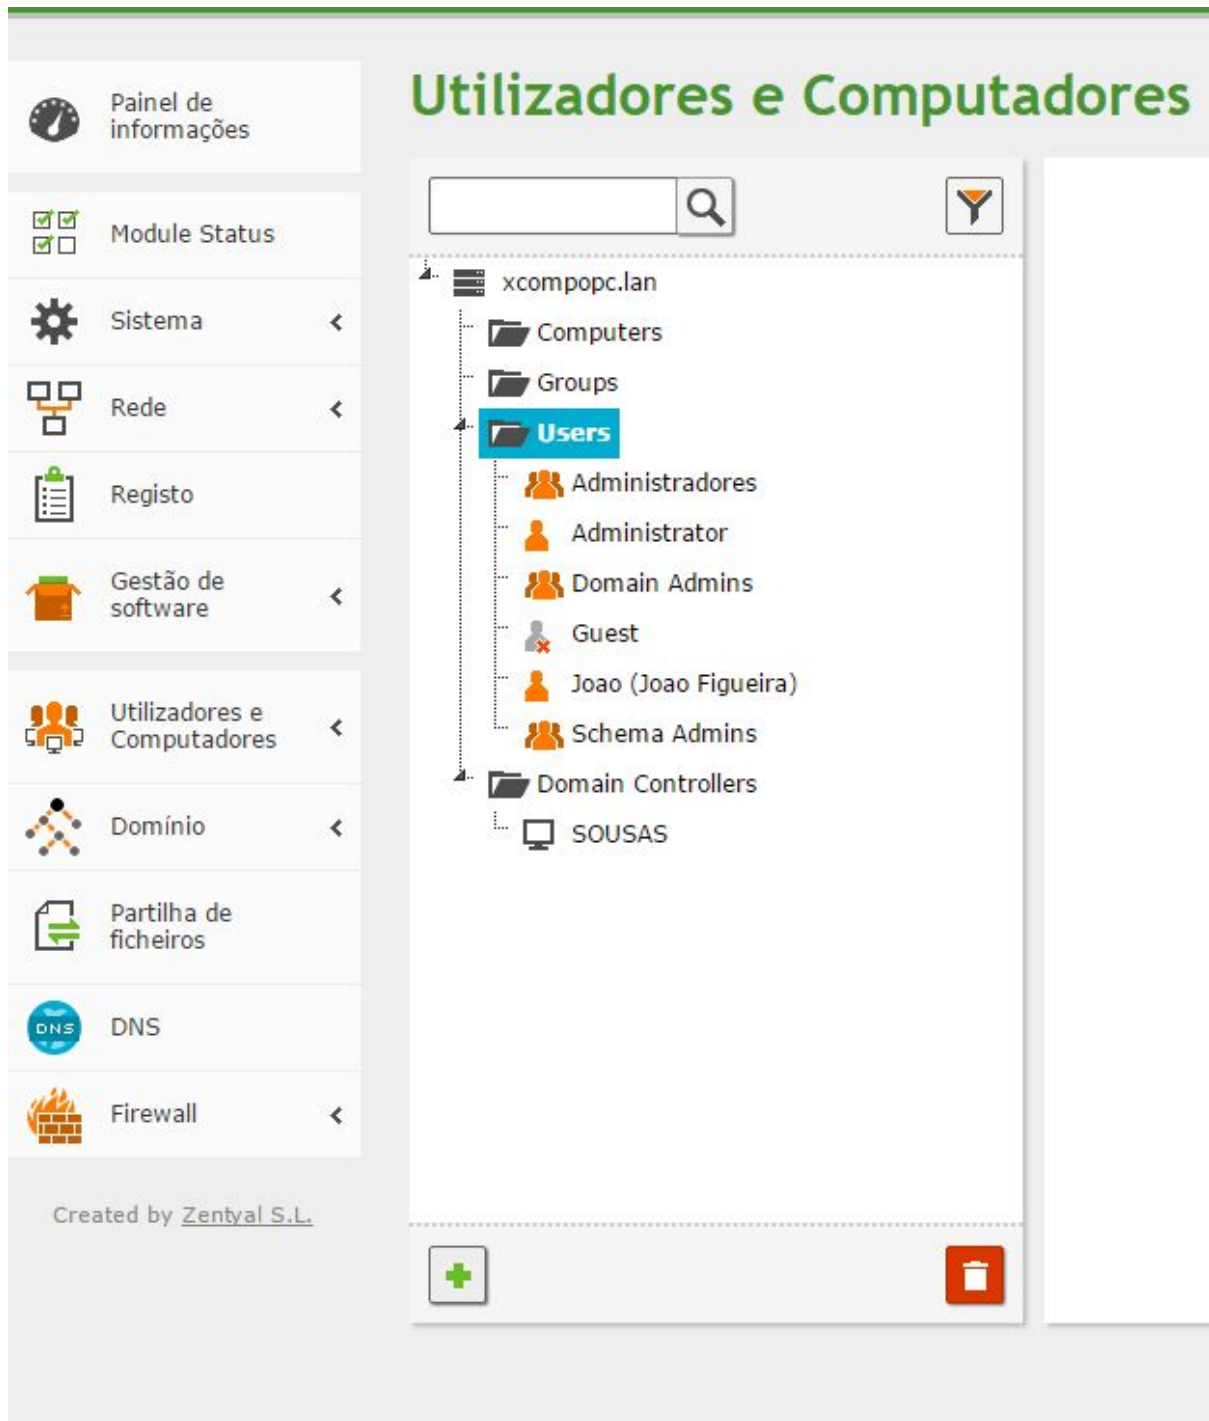 Utilizadores e Computadores
Painel de
informações
Module Status
Sistema
Rede
Registo
Gestão de
software
Utilizadores e
Computadores
Domínio
Partilha de
ficheiros
DNS
DNS
Firewall
Created by Zentyal S.L.
xcompopc.lan
Computers
Groups
Users
Administradores
Administrator
Domain Admins
Guest
Joao (Joao Figueira)
Schema Admins
Domain Controllers
SOUSAS